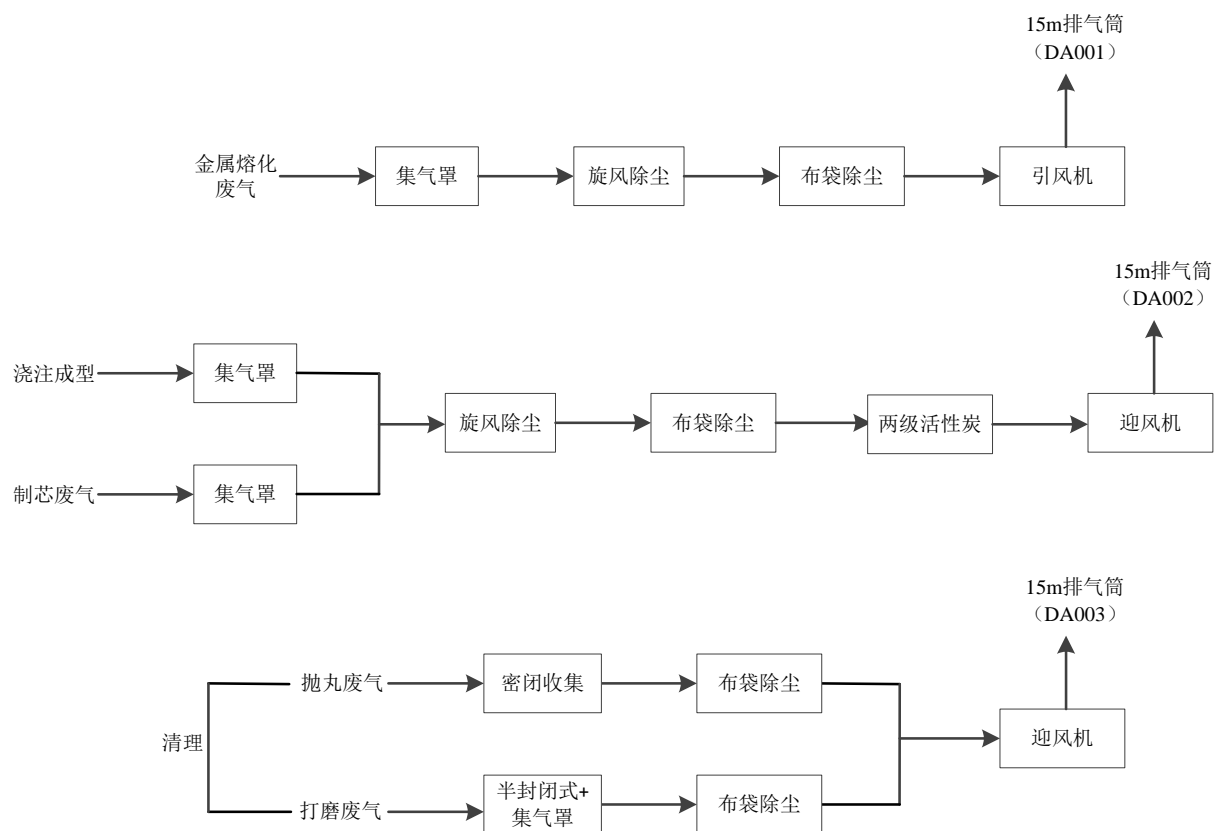 15m排气筒
（DA001）
金属熔化
废气
集气罩
旋风除尘
布袋除尘
引风机
15m排气筒
（DA002）
浇注成型
集气罩
旋风除尘
布袋除尘
两级活性炭
迎风机
制芯废气
集气罩
15m排气筒
（DA003）
清理
抛丸废气
密闭收集
布袋除尘
迎风机
打磨废气
半封闭式+
集气罩
布袋除尘